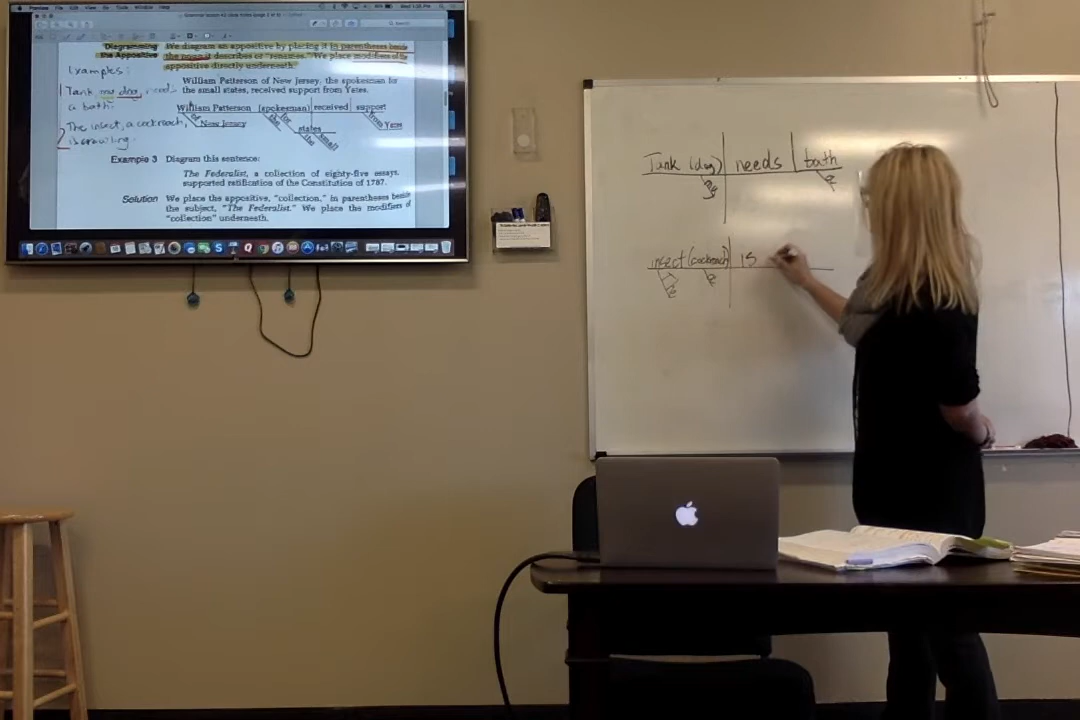 Diagramming
the Appositive
We diagram an appositive by placing it in parentheses beside
the noun it describes or "renames." We place modifiers of
appositive directly underneath.
Examples:
William Patterson of New Jersey, the spokesman for
the small states, received support from Yates.
1 Tank my dog, needs
a bath.
William Patterson (spokesman) received support
of New Jersey
the
for
states
the
small
from Yates
2 The insect, a cockroach,
is crawling.
Example 3 Diagram this sentence:
The Federalist, a collection of eighty-five essays,
supported ratification of the Constitution of 1787.
Solution We place the appositive, "collection," in parentheses beside
the subject, "The Federalist." We place the modifiers of
"collection" underneath.
Tank (dog) needs bath
my
a
insect (cockroach) is
a